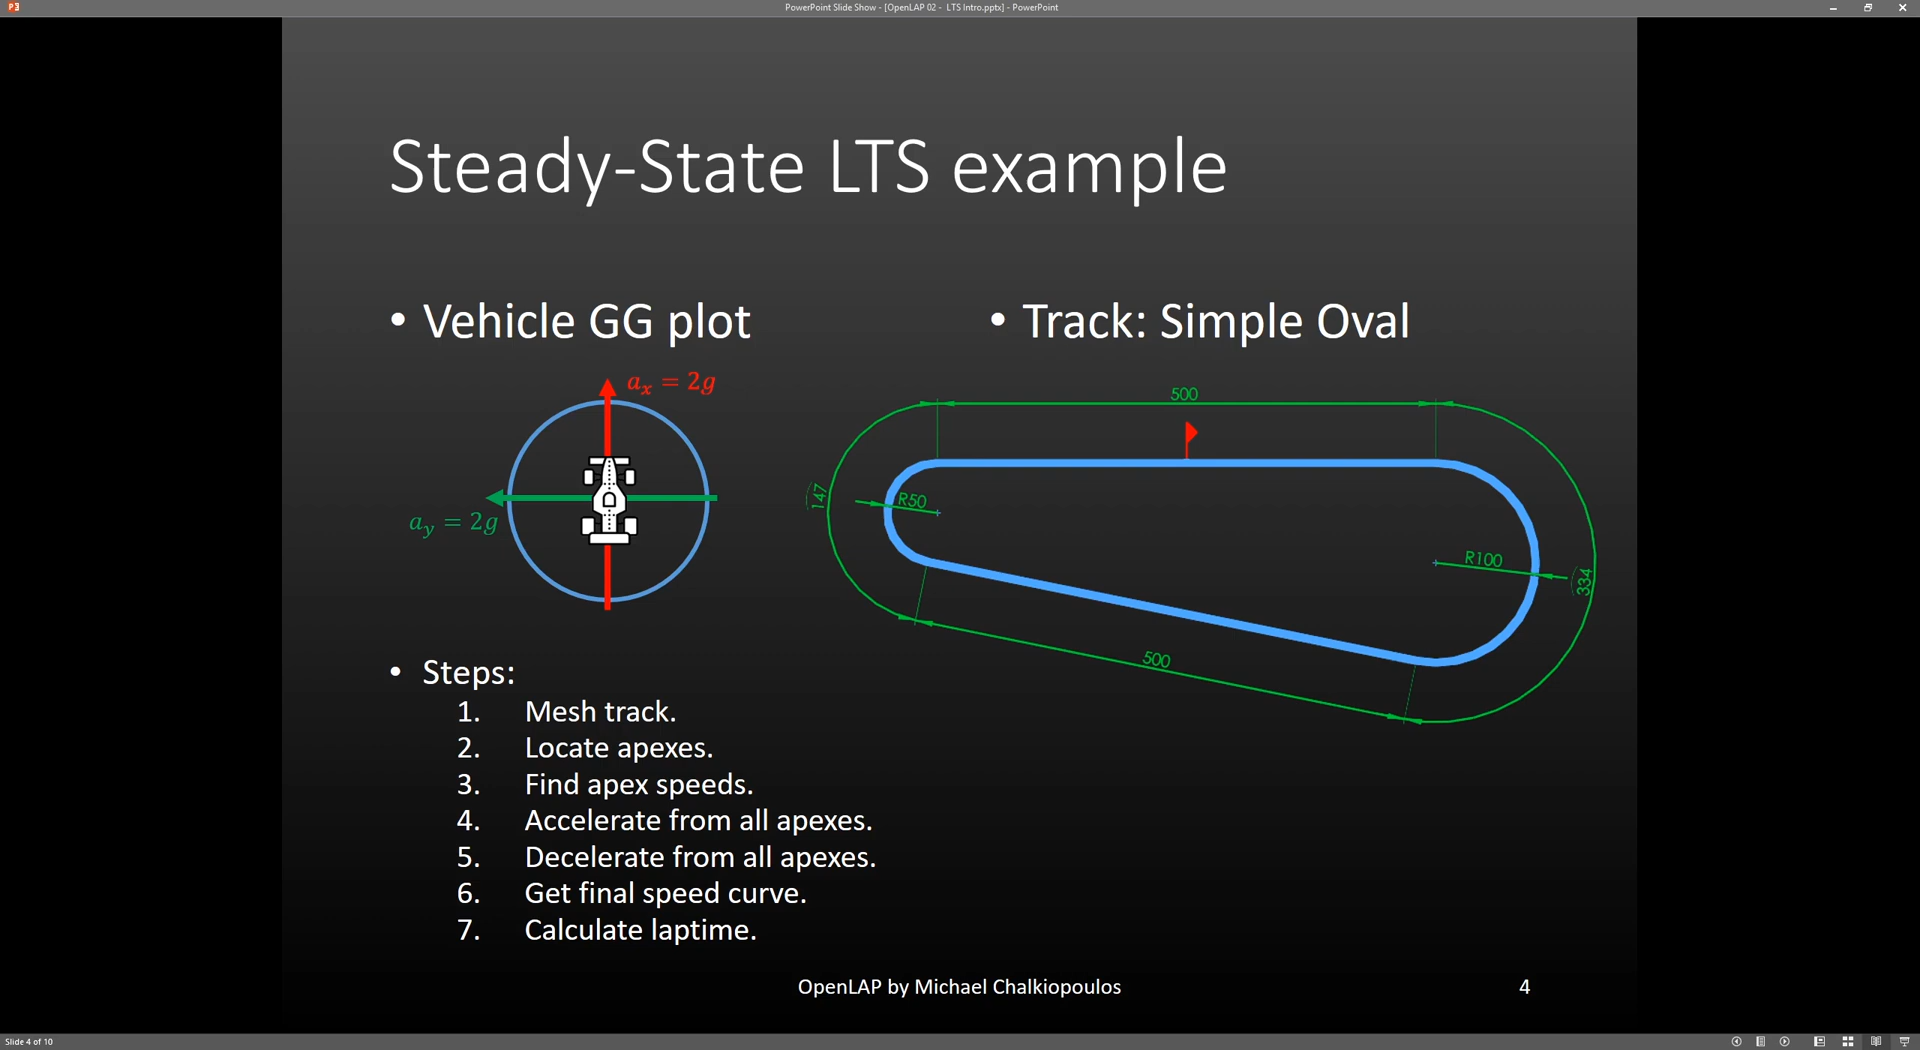 PowerPoint Slide Show - [OpenLAP 02 - LTS Intro.pptx] - PowerPoint
Steady-State LTS example
• Vehicle GG plot
a_x = 2g
a_y = 2g
• Track: Simple Oval
500
147
R50
R100
334
500
• Steps:
1. Mesh track.
2. Locate apexes.
3. Find apex speeds.
4. Accelerate from all apexes.
5. Decelerate from all apexes.
6. Get final speed curve.
7. Calculate laptime.
OpenLAP by Michael Chalkiopoulos
4
Slide 4 of 10